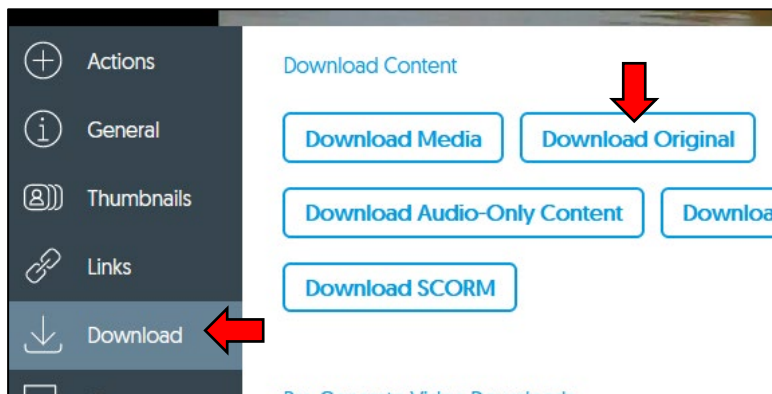 Actions
General
Thumbnails
Links
Download
Download Content
Download Media Download Original
Download Audio-Only Content
Download SCORM